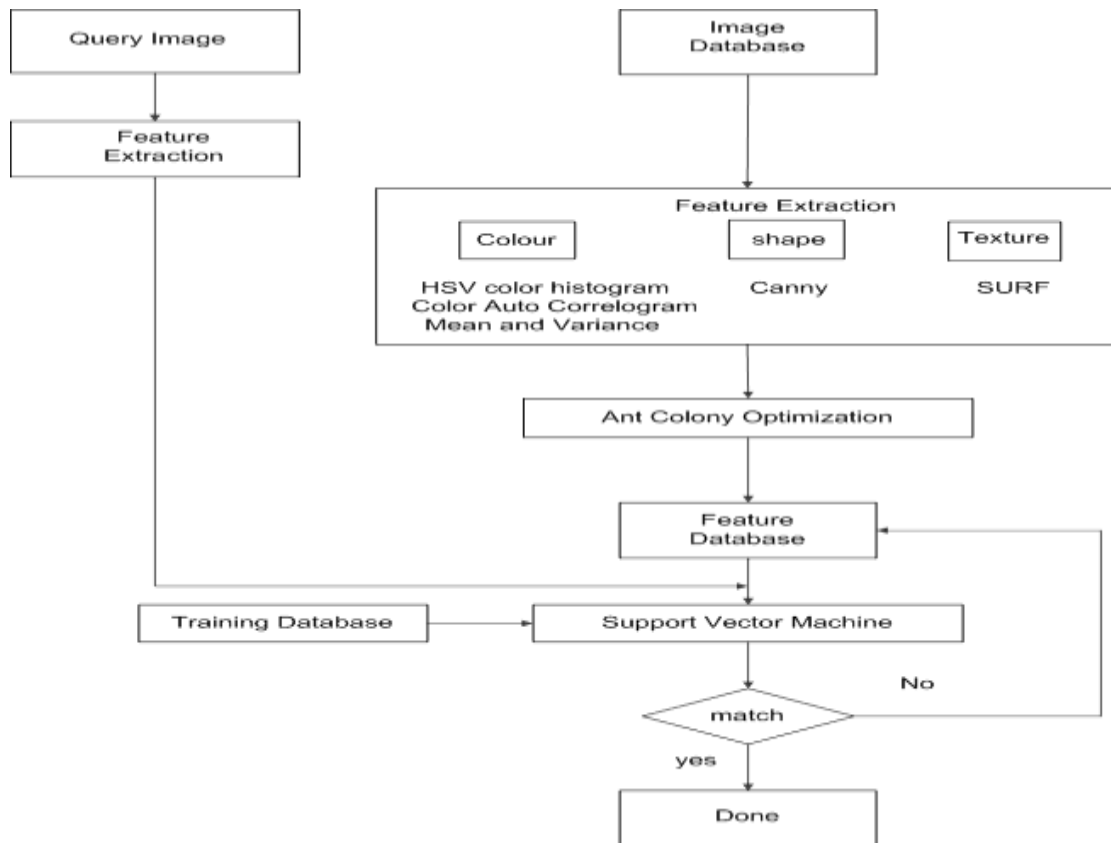 Query Image
Image
Database
Feature
Extraction
Feature Extraction
Colour
shape
Texture
HSV color histogram
Color Auto Correlogram
Mean and Variance
Canny
SURF
Ant Colony Optimization
Feature
Database
Training Database
Support Vector Machine
match
No
yes
Done